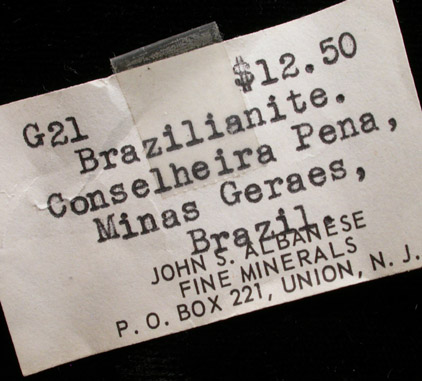 $12.50
G21
Brazilianite.
Conselheira Pena,
Minas Geraes,
Brazil.
JOHN S. ALBANESE
FINE MINERALS
P. O. BOX 221, UNION, N. J.